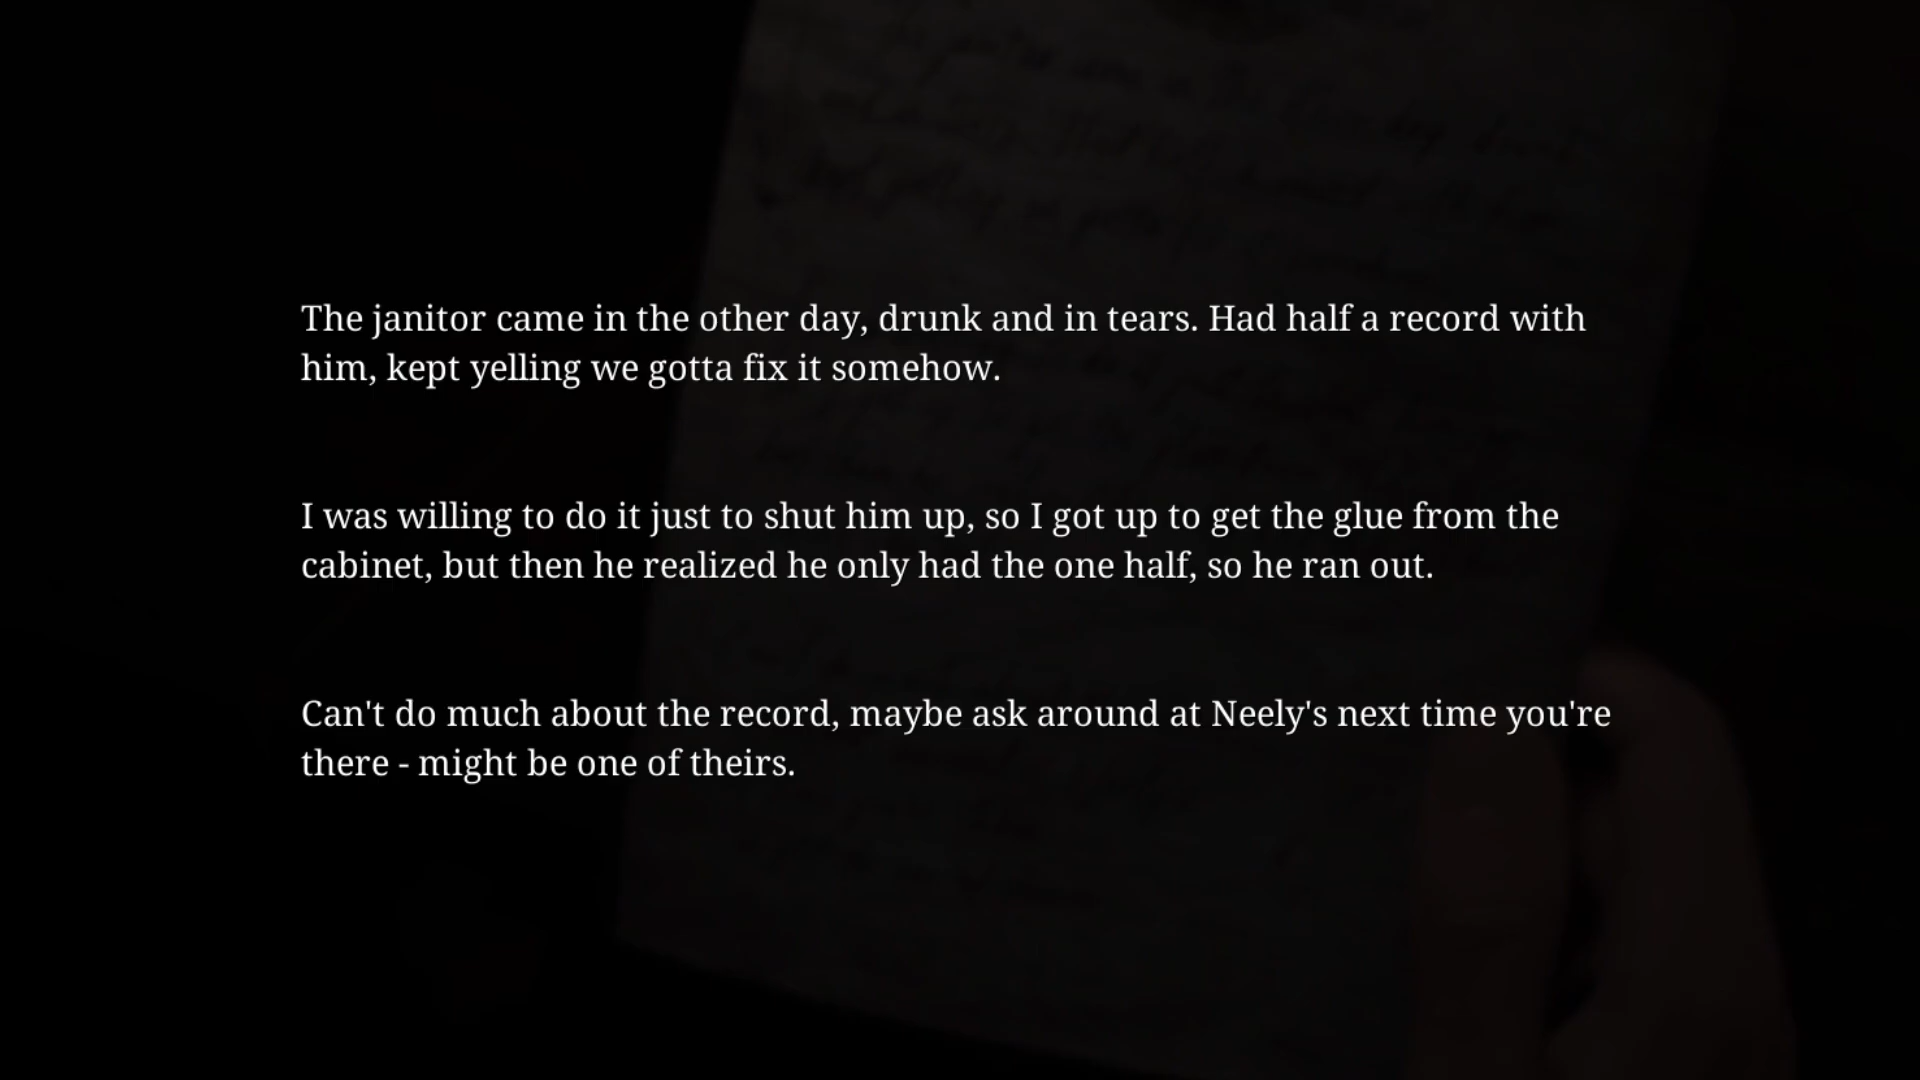 The janitor came in the other day, drunk and in tears. Had half a record with
him, kept yelling we gotta fix it somehow.
I was willing to do it just to shut him up, so I got up to get the glue from the
cabinet, but then he realized he only had the one half, so he ran out.
Can't do much about the record, maybe ask around at Neely's next time you're
there - might be one of theirs.